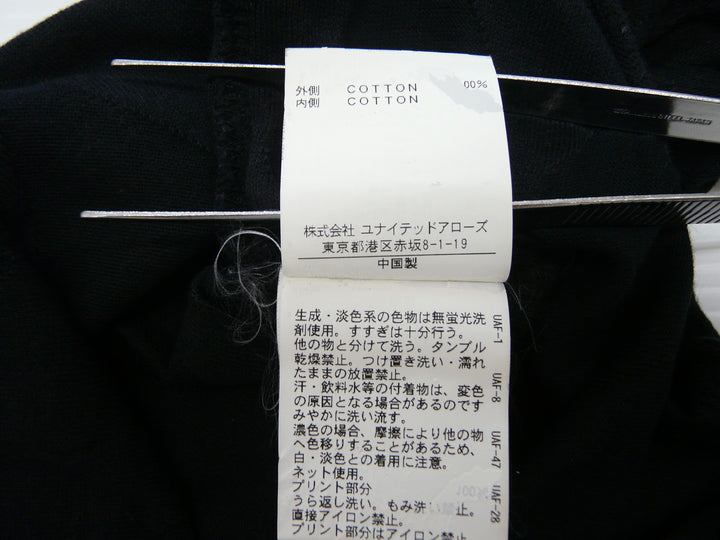 外側 COTTON 00%
内側 COTTON
株式会社 ユナイテッドアローズ
東京都港区赤坂8-1-19
中国製
生成・淡色系の色物は無蛍光洗
剤使用。すすぎは十分行う。
他の物と分けて洗う。タンブル
乾燥禁止。つけ置き洗い・濡れ
たままの放置禁止。
汗・飲料水等の付着物は、変色
の原因となる場合があるのです
みやかに洗い流す。
濃色の場合、摩擦により他の物
へ色移りすることがあるため、
白・淡色との着用に注意。
ネット使用。
プリント部分
うら返し洗い。もみ洗い禁止。
直接アイロン禁止。
プリント部分はアイロン禁止。
UAF-1
UAF-8
UAF-47
UAF-28